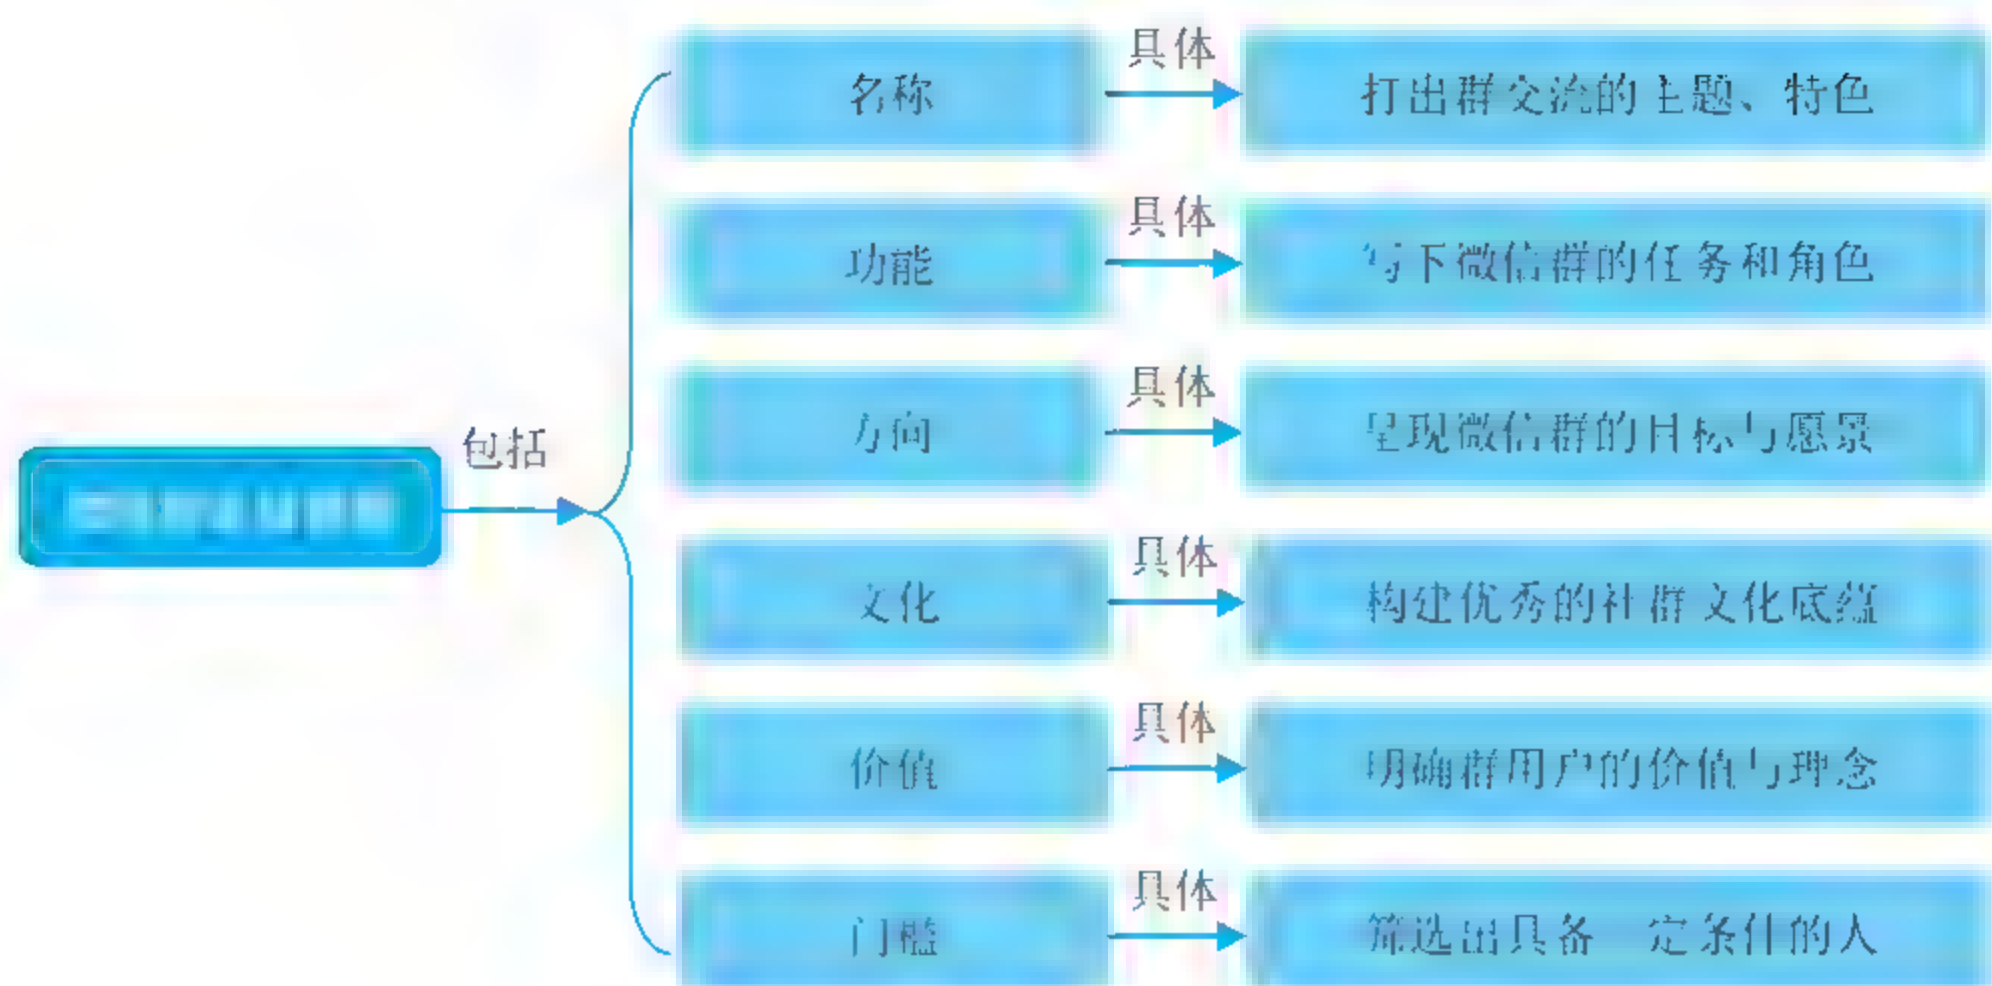 名称 具体 打出群交流的主题、特色
功能 具体 写下微信群的任务和角色
方向 具体 呈现微信群的目标与愿景
包括
文化 具体 构建优秀的社群文化底蕴
价值 具体 明确群用户的价值与理念
门槛 具体 筛选出具备一定条件的人